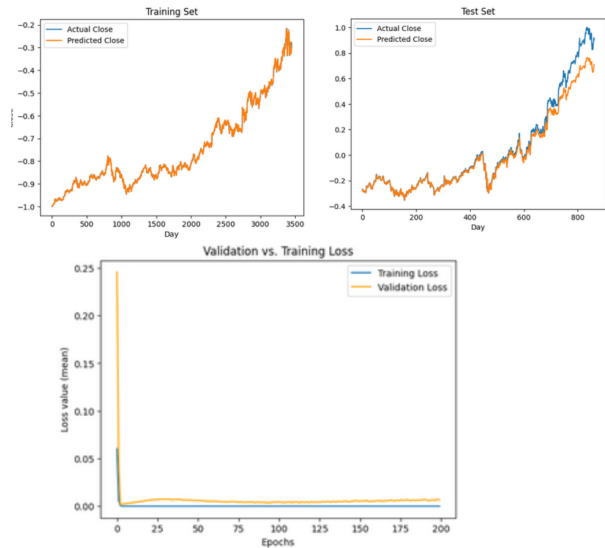 Training Set
Actual Close
Predicted Close
−0.2
−0.3
−0.4
−0.5
−0.6
−0.7
−0.8
−0.9
−1.0
0 500 1000 1500 2000 2500 3000 3500
Day
Test Set
Actual Close
Predicted Close
1.0
0.8
0.6
0.4
0.2
0.0
−0.2
−0.4
0 200 400 600 800
Day
Validation vs. Training Loss
Training Loss
Validation Loss
Loss value (mean)
0.25
0.20
0.15
0.10
0.05
0.00
0 25 50 75 100 125 150 175 200
Epochs